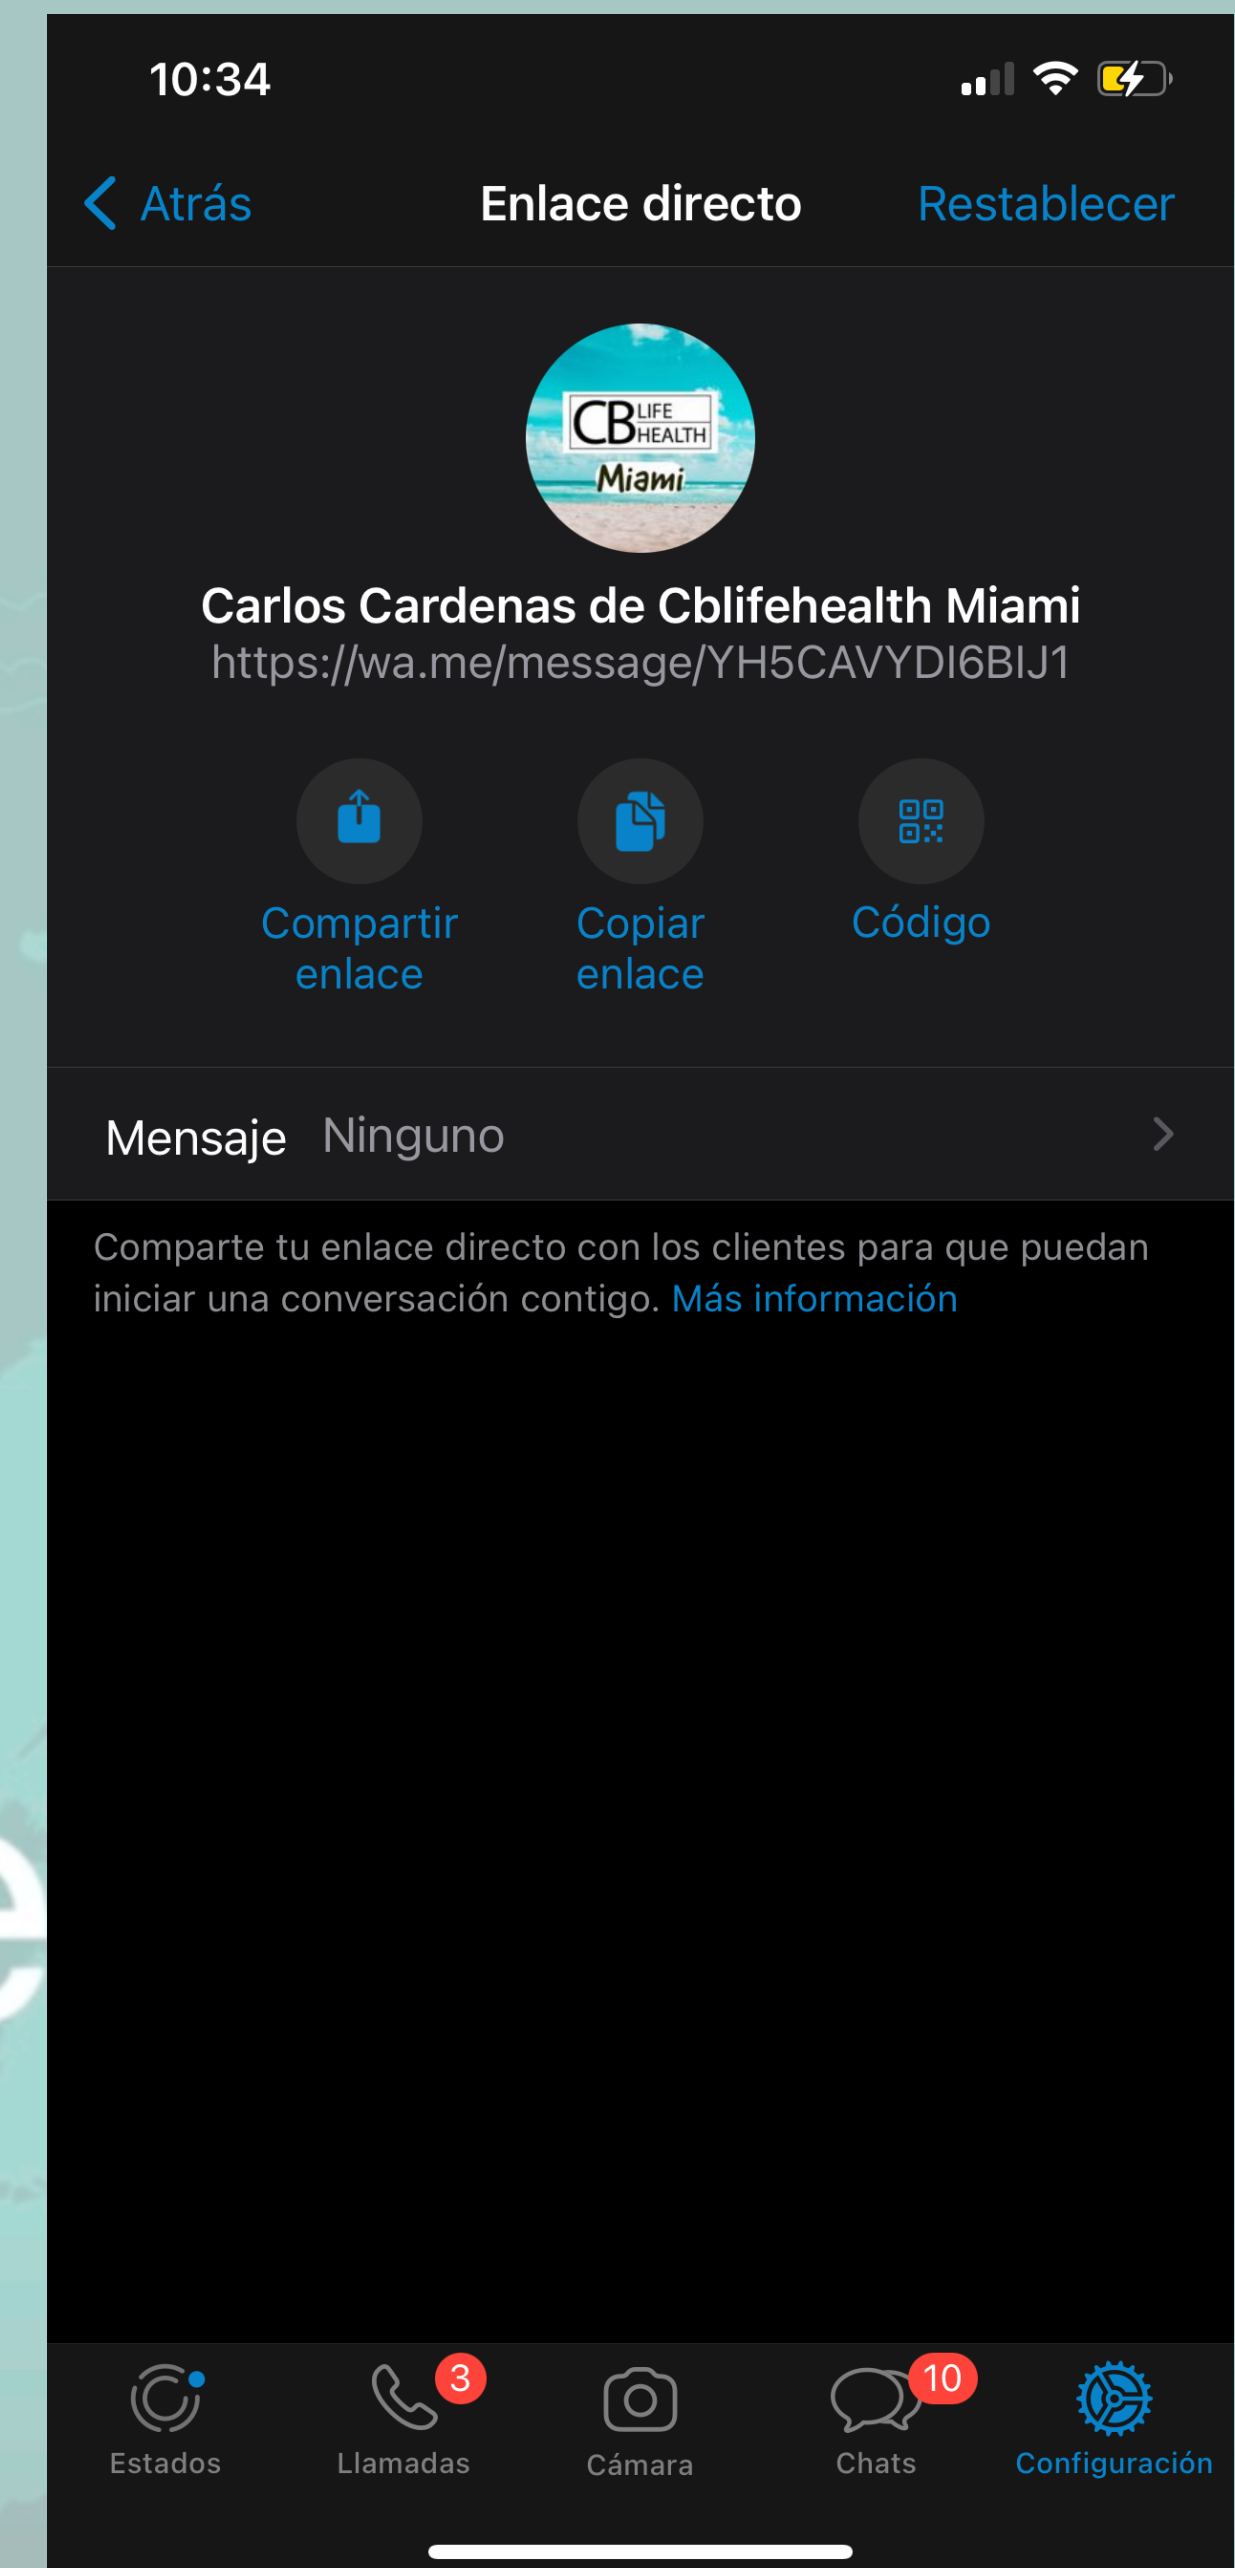 10:34
Atrás
Enlace directo
Restablecer
CB LIFE
HEALTH
Miami
Carlos Cardenas de Cblifehealth Miami
https://wa.me/message/YH5CAVYDI6BIJ1
Compartir
enlace
Copiar
enlace
Código
Mensaje Ninguno
Comparte tu enlace directo con los clientes para que puedan
iniciar una conversación contigo. Más información
e
3
10
Estados
Llamadas
Cámara
Chats
Configuración